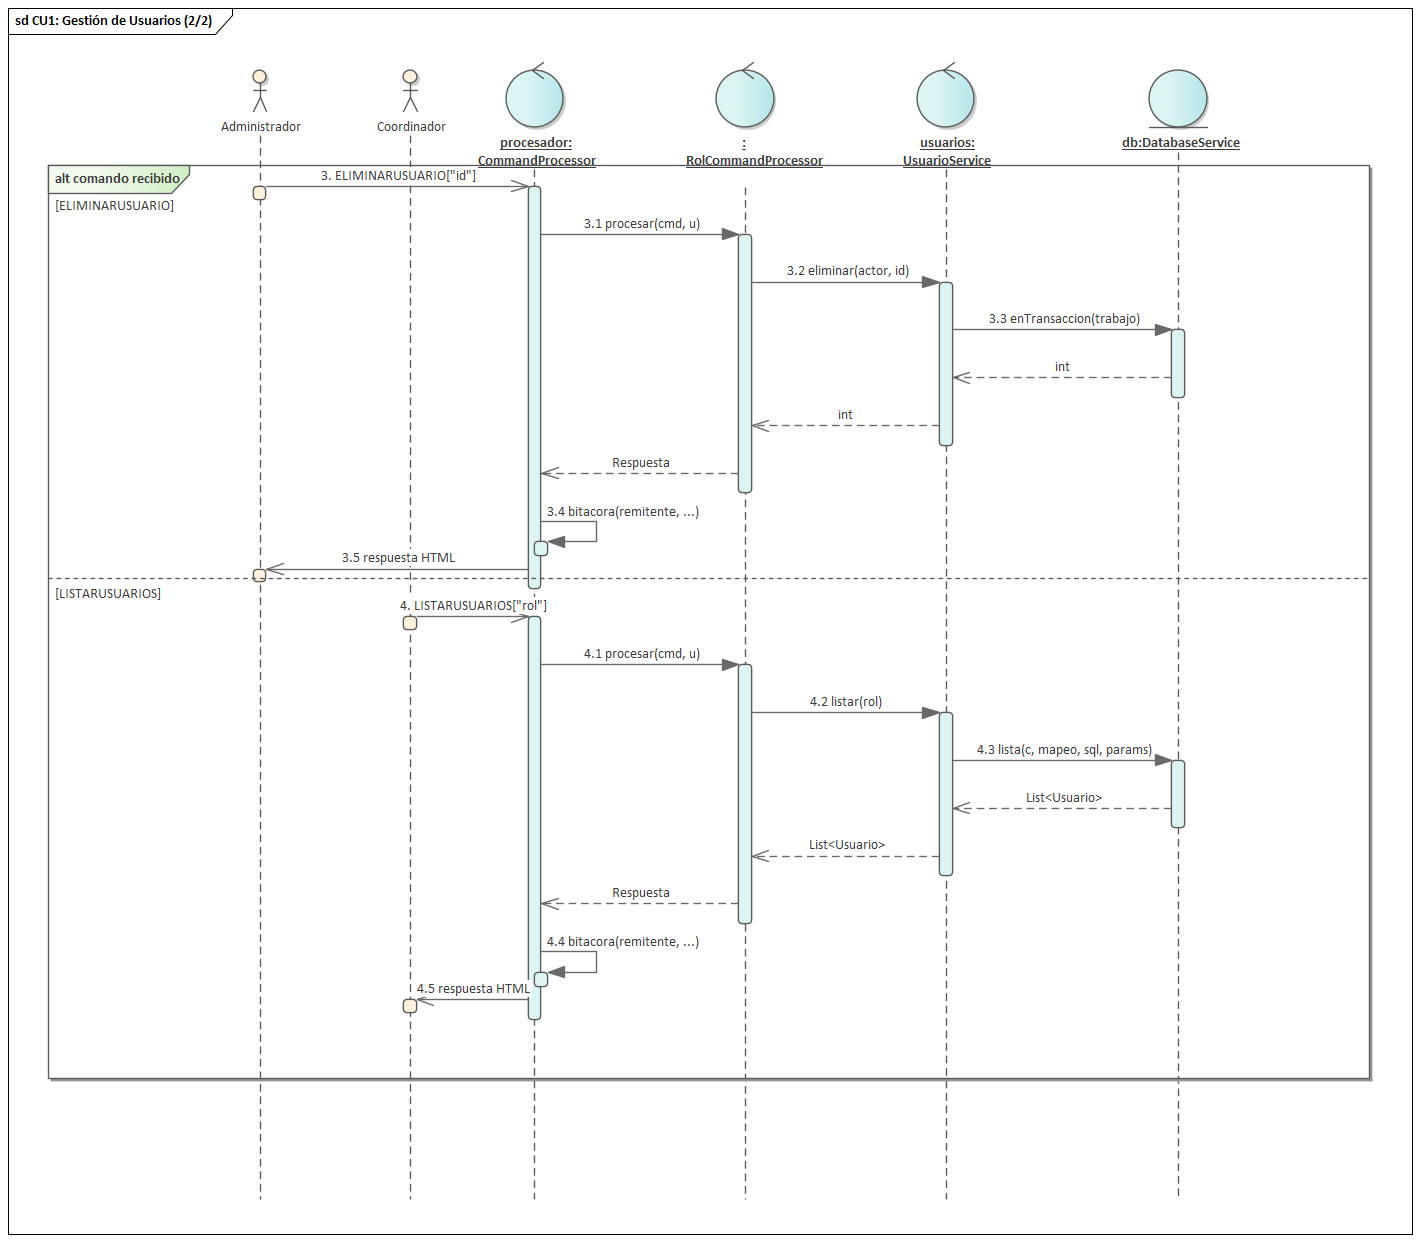 sd CU1: Gestión de Usuarios (2/2)
Administrador
Coordinador
procesador:
CommandProcessor
:
RolCommandProcessor
usuarios:
UsuarioService
db:DatabaseService
alt comando recibido
3. ELIMINARUSUARIO["id"]
[ELIMINARUSUARIO]
3.1 procesar(cmd, u)
3.2 eliminar(actor, id)
3.3 enTransaccion(trabajo)
int
int
Respuesta
3.4 bitacora(remitente, ...)
3.5 respuesta HTML
[LISTARUSUARIOS]
4. LISTARUSUARIOS["rol"]
4.1 procesar(cmd, u)
4.2 listar(rol)
4.3 lista(c, mapeo, sql, params)
List<Usuario>
List<Usuario>
Respuesta
4.4 bitacora(remitente, ...)
4.5 respuesta HTML